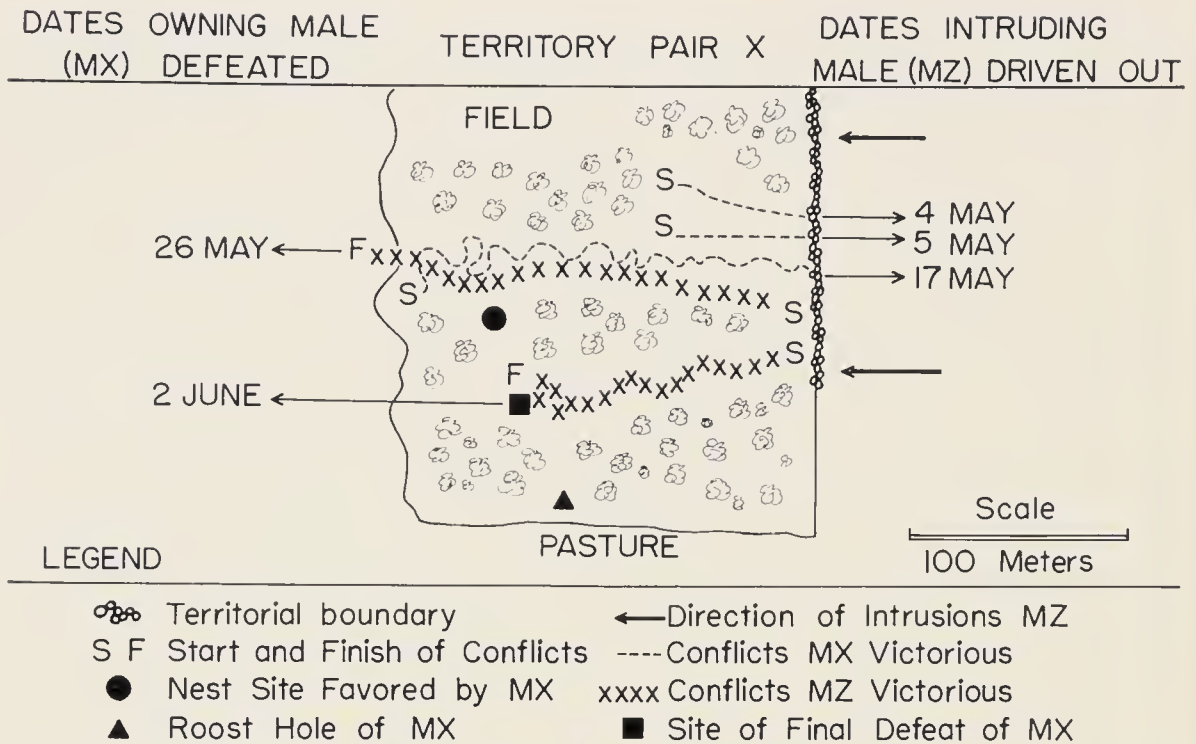 DATES OWNING MALE
(MX) DEFEATED
TERRITORY PAIR X
DATES INTRUDING
MALE (MZ) DRIVEN OUT
FIELD
S
4 MAY
S
5 MAY
26 MAY
F
xxx
17 MAY
S
S
F
S
2 JUNE
PASTURE
Scale
100 Meters
LEGEND
Territorial boundary
Direction of Intrusions MZ
S F Start and Finish of Conflicts
---- Conflicts MX Victorious
Nest Site Favored by MX
xxxx Conflicts MZ Victorious
Roost Hole of MX
Site of Final Defeat of MX